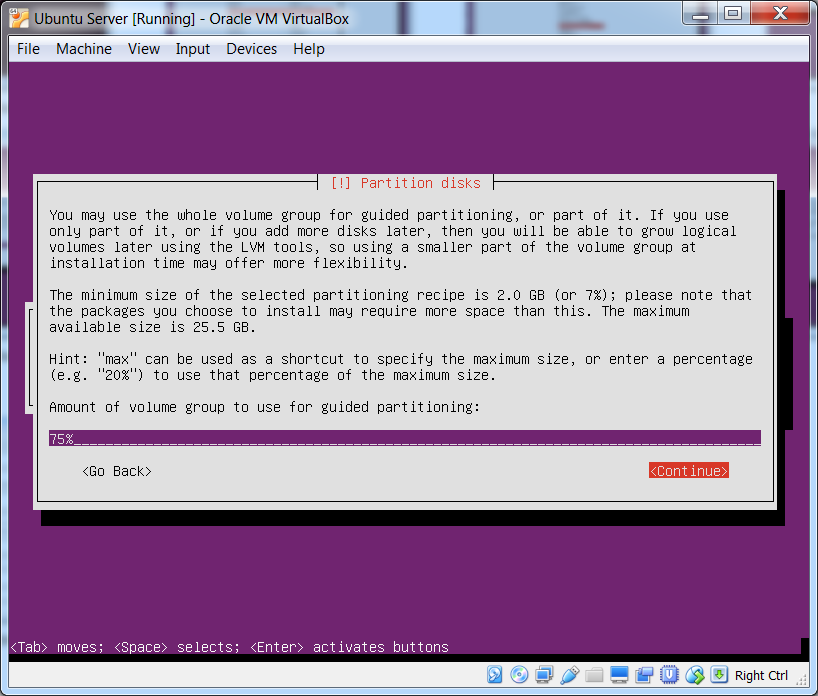 Ubuntu Server [Running] - Oracle VM VirtualBox
File Machine View Input Devices Help
[!] Partition disks
You may use the whole volume group for guided partitioning, or part of it. If you use
only part of it, or if you add more disks later, then you will be able to grow logical
volumes later using the LVM tools, so using a smaller part of the volume group at
installation time may offer more flexibility.
The minimum size of the selected partitioning recipe is 2.0 GB (or 7%); please note that
the packages you choose to install may require more space than this. The maximum
available size is 25.5 GB.
Hint: "max" can be used as a shortcut to specify the maximum size, or enter a percentage
(e.g. "20%") to use that percentage of the maximum size.
Amount of volume group to use for guided partitioning:
75%
<Go Back> <Continue>
<Tab> moves; <Space> selects; <Enter> activates buttons
Right Ctrl